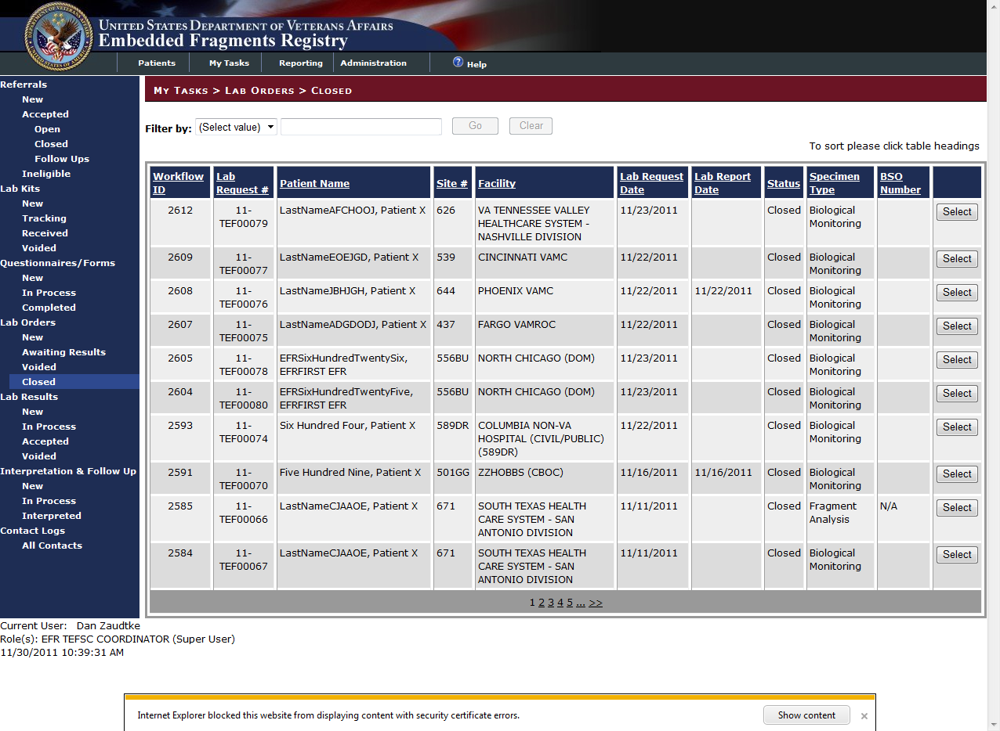 UNITED STATES DEPARTMENT OF VETERANS AFFAIRS
Embedded Fragments Registry
Patients My Tasks Reporting Administration ? Help
Referrals
New
Accepted
Open
Closed
Follow Ups
Ineligible
Lab Kits
New
Tracking
Received
Voided
Questionnaires/Forms
New
In Process
Completed
Lab Orders
New
Awaiting Results
Voided
Closed
Lab Results
New
In Process
Accepted
Voided
Interpretation & Follow Up
New
In Process
Interpreted
Contact Logs
All Contacts
MY TASKS > LAB ORDERS > CLOSED
Filter by: (Select value) Go Clear
To sort please click table headings
Workflow ID Lab Request # Patient Name Site # Facility Lab Request Date Lab Report Date Status Specimen Type BSO Number
2612 11-TEF00079 LastNameAFCHOOJ, Patient X 626 VA TENNESSEE VALLEY HEALTHCARE SYSTEM - NASHVILLE DIVISION 11/23/2011 Closed Biological Monitoring Select
2609 11-TEF00077 LastNameEOEJGD, Patient X 539 CINCINNATI VAMC 11/22/2011 Closed Biological Monitoring Select
2608 11-TEF00076 LastNameJBHJGH, Patient X 644 PHOENIX VAMC 11/22/2011 11/22/2011 Closed Biological Monitoring Select
2607 11-TEF00075 LastNameADGDODJ, Patient X 437 FARGO VAMROC 11/22/2011 Closed Biological Monitoring Select
2605 11-TEF00078 EFRSixHundredTwentySix, EFRFIRST EFR 556BU NORTH CHICAGO (DOM) 11/23/2011 Closed Biological Monitoring Select
2604 11-TEF00080 EFRSixHundredTwentyFive, EFRFIRST EFR 556BU NORTH CHICAGO (DOM) 11/23/2011 Closed Biological Monitoring Select
2593 11-TEF00074 Six Hundred Four, Patient X 589DR COLUMBIA NON-VA HOSPITAL (CIVIL/PUBLIC) (589DR) 11/22/2011 Closed Biological Monitoring Select
2591 11-TEF00070 Five Hundred Nine, Patient X 501GG ZZHOBBS (CBOC) 11/16/2011 11/16/2011 Closed Biological Monitoring Select
2585 11-TEF00066 LastNameCJAAOE, Patient X 671 SOUTH TEXAS HEALTH CARE SYSTEM - SAN ANTONIO DIVISION 11/11/2011 Closed Fragment Analysis N/A Select
2584 11-TEF00067 LastNameCJAAOE, Patient X 671 SOUTH TEXAS HEALTH CARE SYSTEM - SAN ANTONIO DIVISION 11/11/2011 Closed Biological Monitoring Select
1 2 3 4 5 ... >>
Current User: Dan Zaudtke
Role(s): EFR TEFSC COORDINATOR (Super User)
11/30/2011 10:39:31 AM
Internet Explorer blocked this website from displaying content with security certificate errors. Show content ×